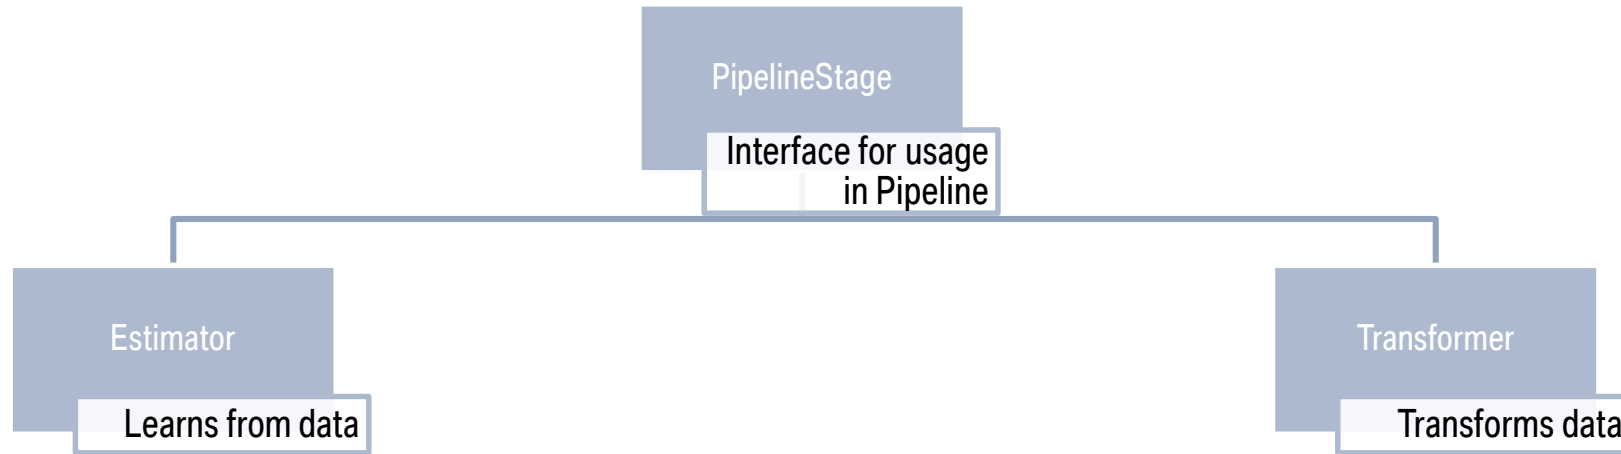 PipelineStage
Interface for usage
in Pipeline
Estimator
Learns from data
Transformer
Transforms data